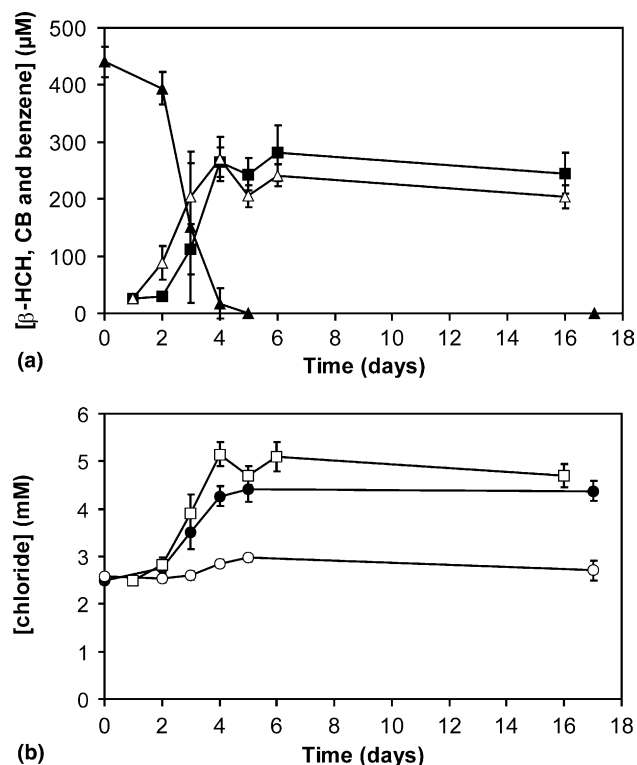 500
400
300
200
100
0
[β-HCH, CB and benzene] (µM)
0 2 4 6 8 10 12 14 16 18
Time (days)
(a)
6
5
4
3
2
1
0
[chloride] (mM)
0 2 4 6 8 10 12 14 16 18
Time (days)
(b)